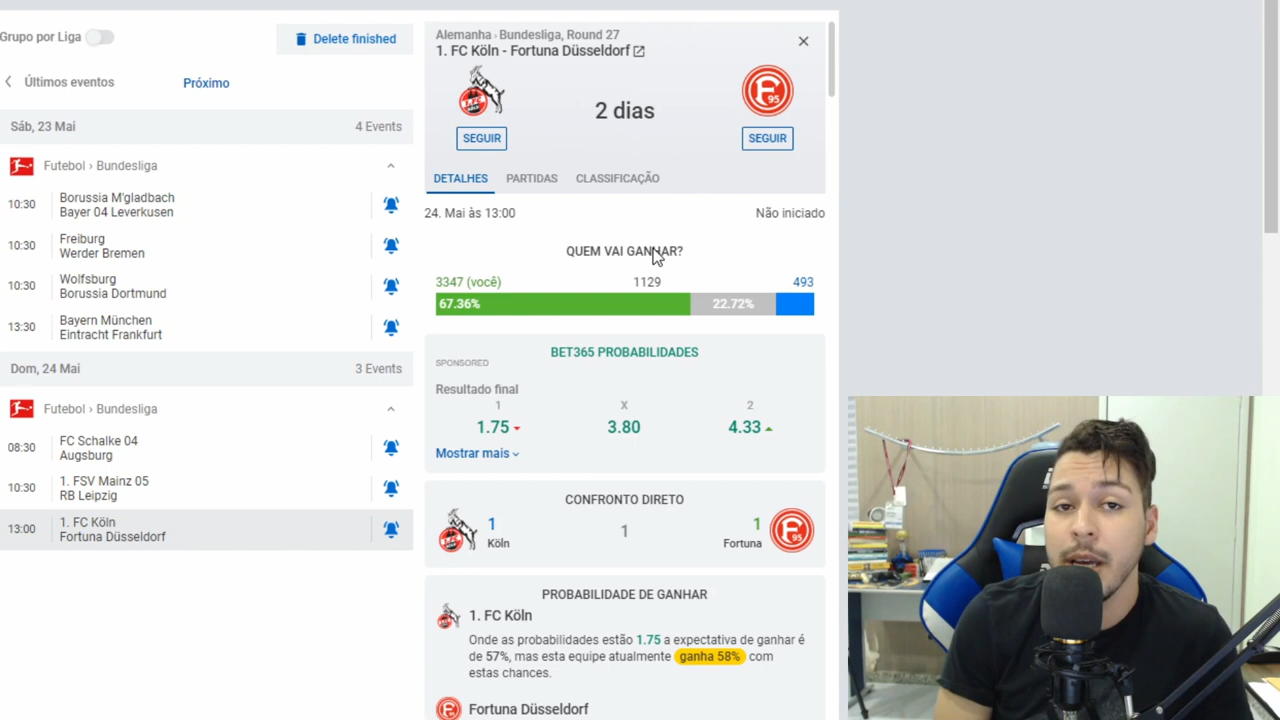 Grupo por Liga
Delete finished
Últimos eventos
Próximo
Sáb, 23 Mai
4 Events
Futebol › Bundesliga
10:30
Borussia M'gladbach
Bayer 04 Leverkusen
10:30
Freiburg
Werder Bremen
10:30
Wolfsburg
Borussia Dortmund
13:30
Bayern München
Eintracht Frankfurt
Dom, 24 Mai
3 Events
Futebol › Bundesliga
08:30
FC Schalke 04
Augsburg
10:30
1. FSV Mainz 05
RB Leipzig
13:00
1. FC Köln
Fortuna Düsseldorf
Alemanha › Bundesliga, Round 27
1. FC Köln - Fortuna Düsseldorf
2 dias
F95
SEGUIR
SEGUIR
DETALHES
PARTIDAS
CLASSIFICAÇÃO
24. Mai às 13:00
Não iniciado
QUEM VAI GANHAR?
3347 (você)
1129
493
67.36%
22.72%
BET365 PROBABILIDADES
SPONSORED
Resultado final
1
X
2
1.75
3.80
4.33
Mostrar mais
CONFRONTO DIRETO
1
Köln
1
1
Fortuna
F95
PROBABILIDADE DE GANHAR
1. FC Köln
Onde as probabilidades estão 1.75 a expectativa de ganhar é
de 57%, mas esta equipe atualmente ganha 58% com
estas chances.
Fortuna Düsseldorf